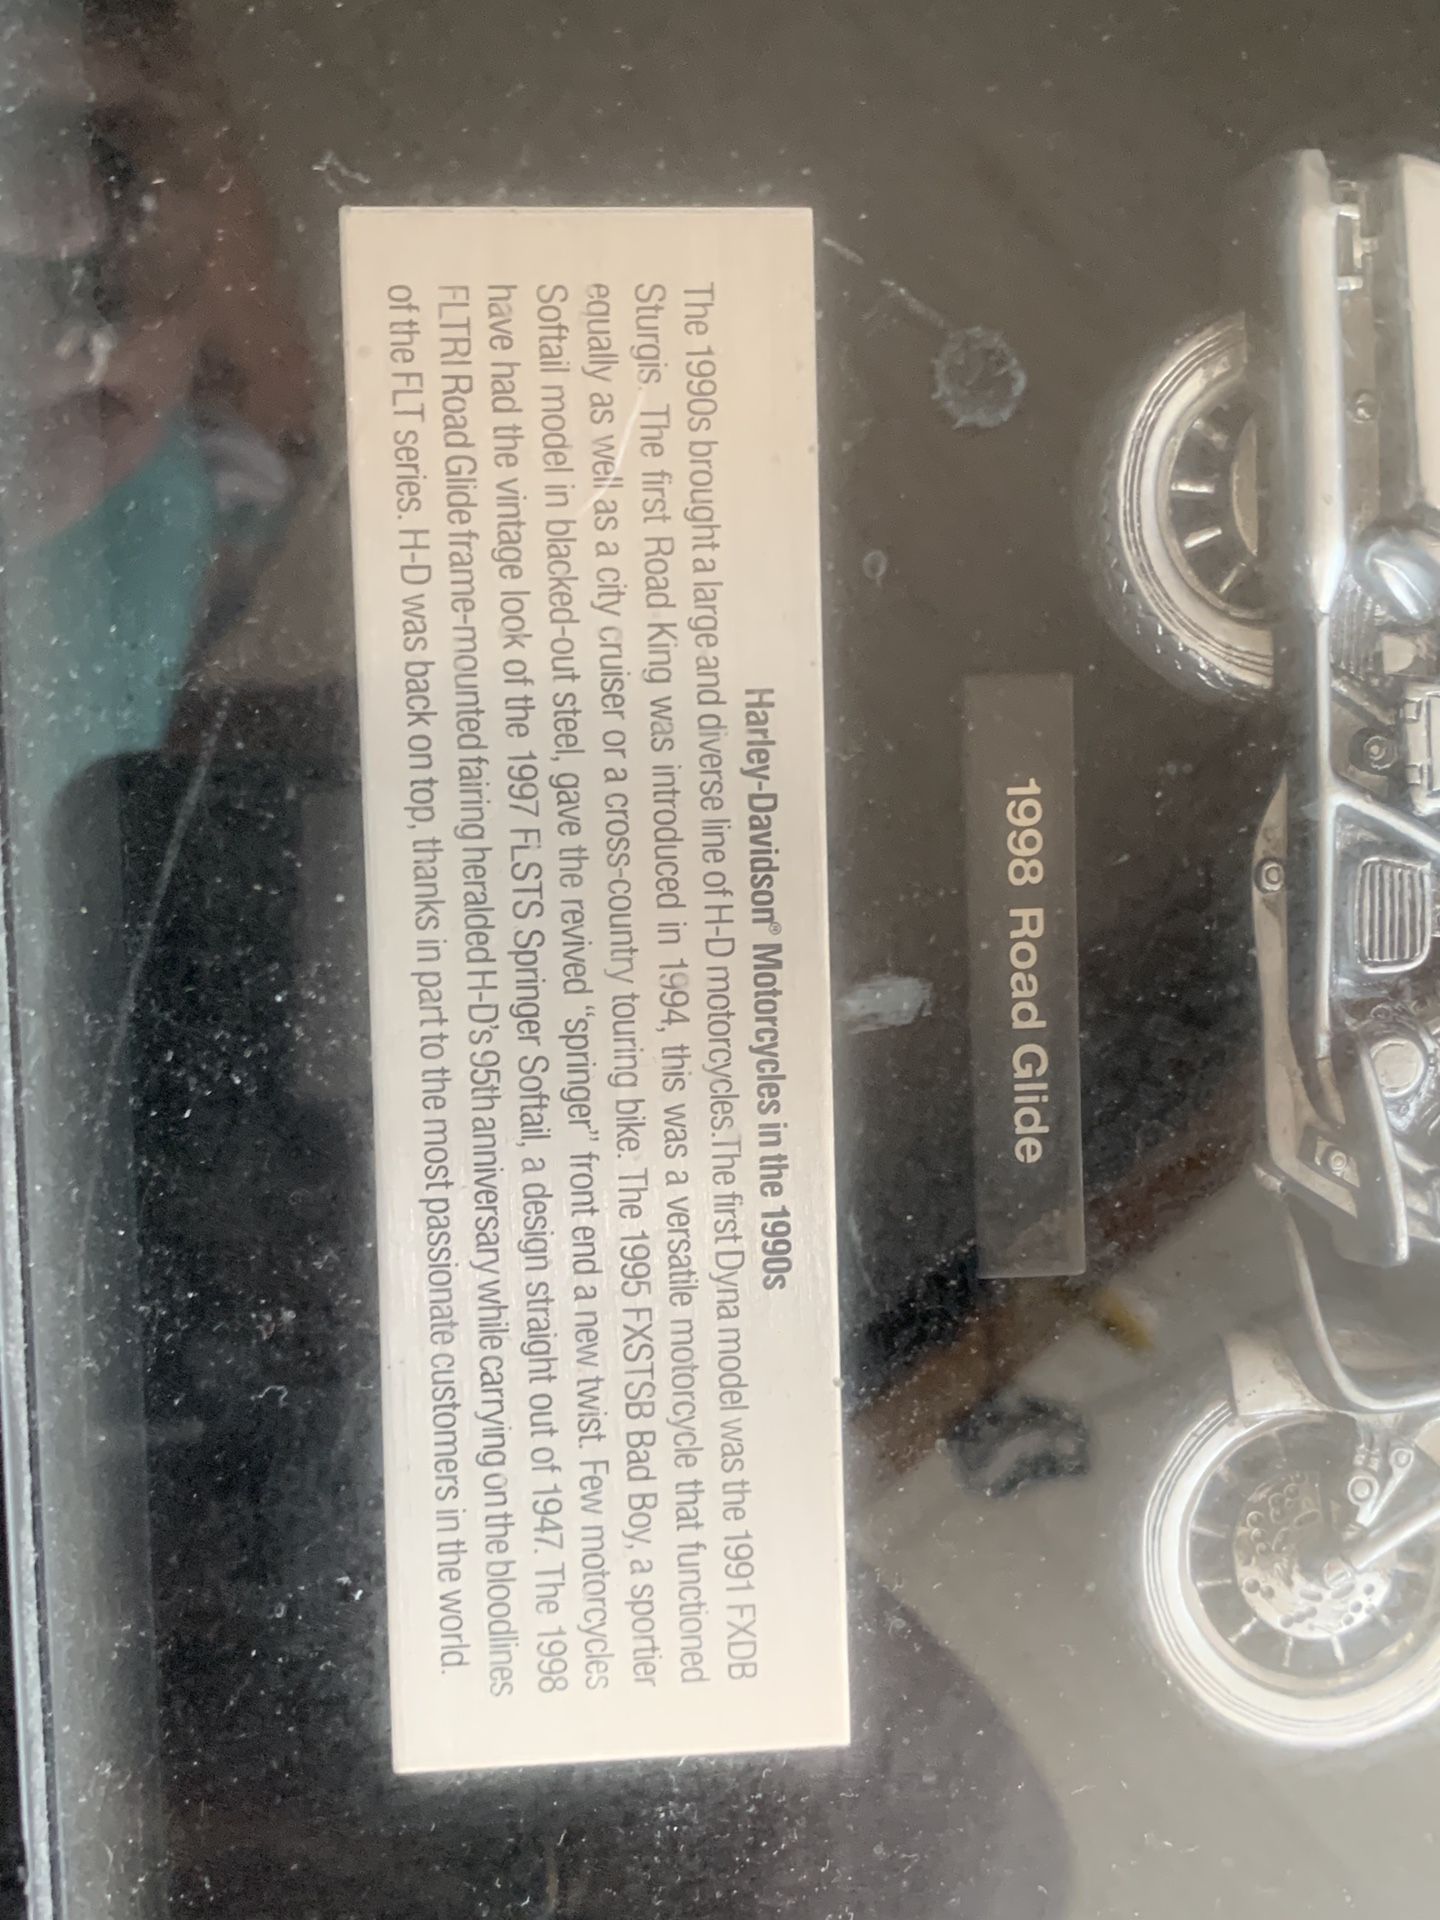 1998 Road Glide
Harley-Davidson® Motorcycles in the 1990s
The 1990s brought a large and diverse line of H-D motorcycles.The first Dyna model was the 1991 FXDB
Sturgis. The first Road King was introduced in 1994, this was a versatile motorcycle that functioned
equally as well as a city cruiser or a cross-country touring bike. The 1995 FXSTSB Bad Boy, a sportier
Softail model in blacked-out steel, gave the revived “springer” front end a new twist. Few motorcycles
have had the vintage look of the 1997 FLSTS Springer Softail, a design straight out of 1947. The 1998
FLTRI Road Glide frame-mounted fairing heralded H-D's 95th anniversary while carrying on the bloodlines
of the FLT series. H-D was back on top, thanks in part to the most passionate customers in the world.